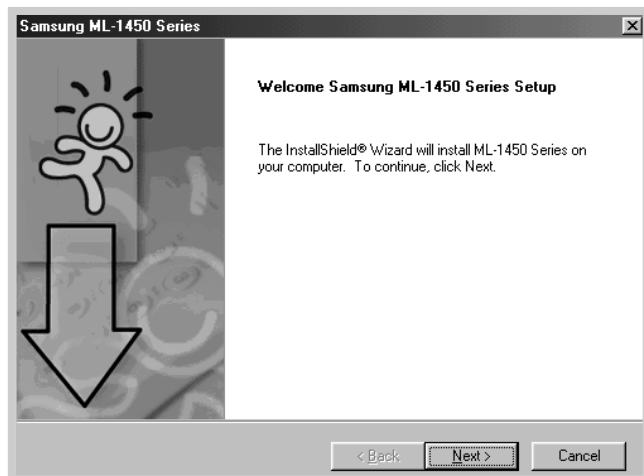 Samsung ML-1450 Series
Welcome Samsung ML-1450 Series Setup
The InstallShield® Wizard will install ML-1450 Series on
your computer. To continue, click Next.
< Back
Next >
Cancel